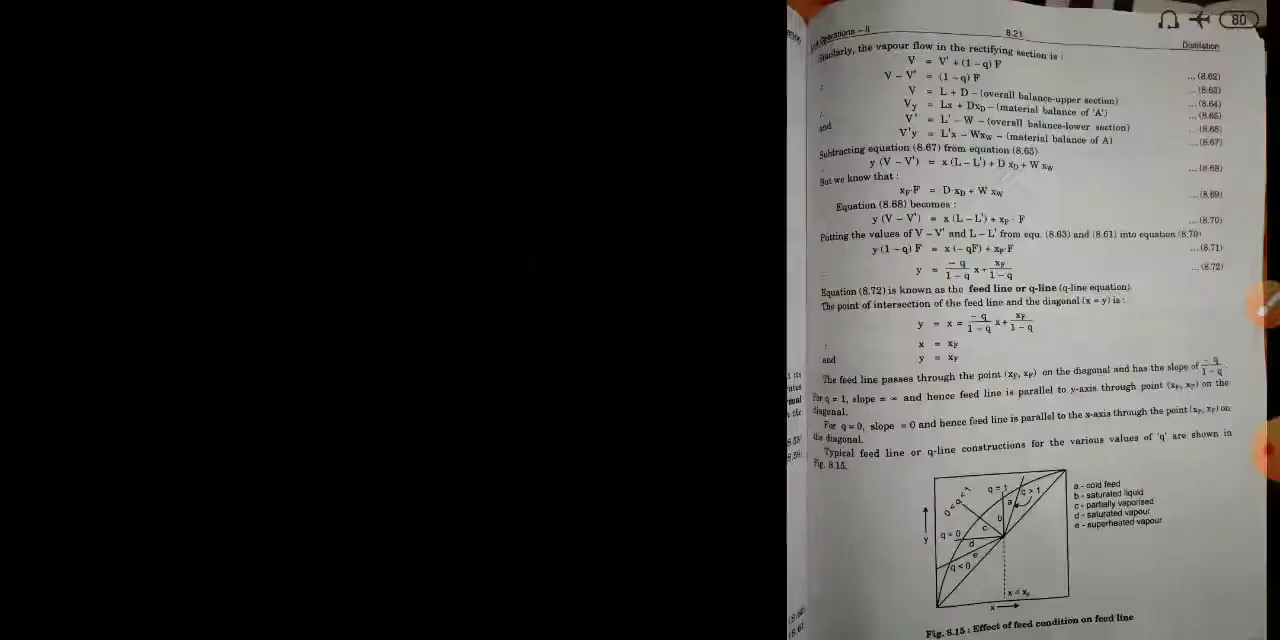 80
Operations – II
8.21
Distillation
Similarly, the vapour flow in the rectifying section is :
V = V' + (1 – q) F ... (8.62)
∴ V – V' = (1 – q) F ... (8.63)
V = L + D – (overall balance-upper section) ... (8.64)
∴ Vy = Lx + DxD – (material balance of 'A') ... (8.65)
and V' = L' – W – (overall balance-lower section) ... (8.66)
V'y = L'x – WxW – (material balance of A) ... (8.67)
Subtracting equation (8.67) from equation (8.65)
y (V – V') = x (L – L') + D xD + W xW ... (8.68)
But we know that :
xF·F = D·xD + W xW ... (8.69)
Equation (8.68) becomes :
y (V – V') = x (L – L') + xF · F ... (8.70)
Putting the values of V – V' and L – L' from equ. (8.63) and (8.61) into equation (8.70)
y (1 – q) F = x (– qF) + xF·F ... (8.71)
∴ y = – q / 1 – q x + xF / 1 – q ... (8.72)
Equation (8.72) is known as the feed line or q-line (q-line equation).
The point of intersection of the feed line and the diagonal (x = y) is :
y = x = – q / 1 – q x + xF / 1 – q
∴ x = xF
and y = xF
The feed line passes through the point (xF, xF) on the diagonal and has the slope of – q / 1 – q.
For q = 1, slope = ∞ and hence feed line is parallel to y-axis through point (xF, xF) on the
diagonal.
For q = 0, slope = 0 and hence feed line is parallel to the x-axis through the point (xF, xF) on
the diagonal.
Typical feed line or q-line constructions for the various values of 'q' are shown in
Fig. 8.15.
0 < q < 1
q = 1
q > 1
a
b
c
q = 0
d
e
q < 0
y
x = xF
x
a - cold feed
b - saturated liquid
c - partially vaporised
d - saturated vapour
e - superheated vapour
Fig. 8.15 : Effect of feed condition on feed line